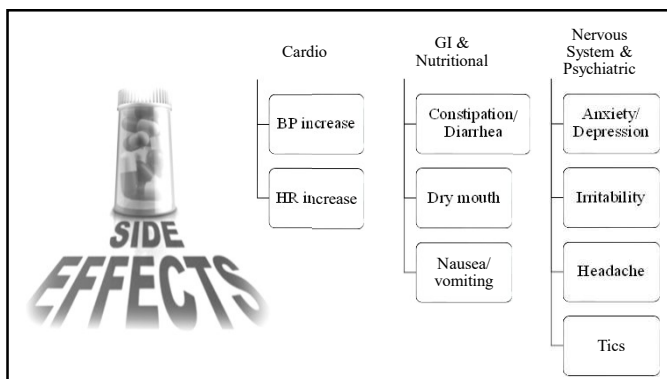 SIDE
EFFECTS
Cardio
BP increase
HR increase
GI &
Nutritional
Constipation/
Diarrhea
Dry mouth
Nausea/
vomiting
Nervous
System &
Psychiatric
Anxiety/
Depression
Irritability
Headache
Tics